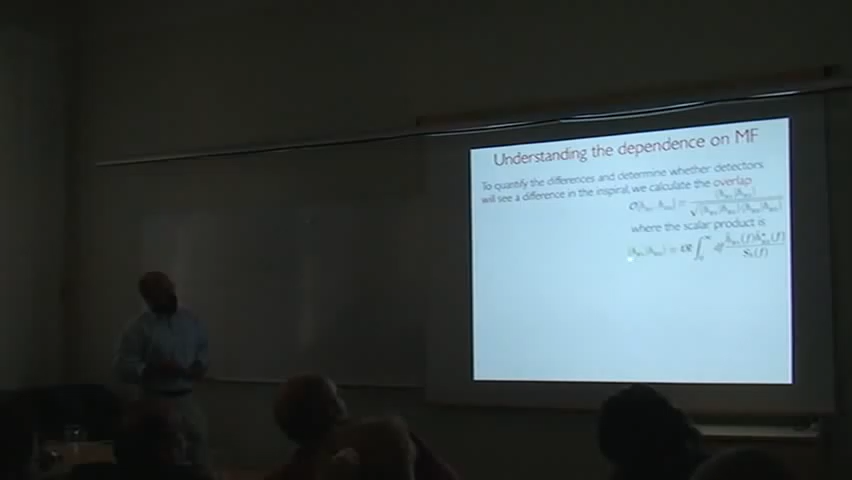 Understanding the dependence on MF
To quantify the differences and determine whether detectors
will see a difference in the inspiral, we calculate the overlap
where the scalar product is